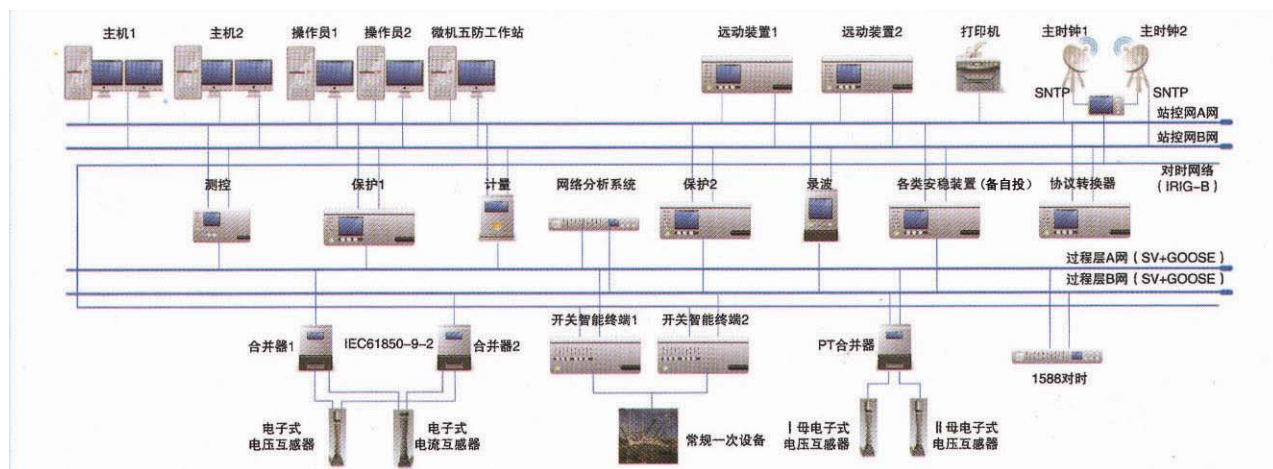 主机1
主机2
操作员1
操作员2
微机五防工作站
远动装置1
远动装置2
打印机
主时钟1
主时钟2
SNTP
SNTP
站控网A网
站控网B网
对时网络
（IRIG-B）
测控
保护1
计量
网络分析系统
保护2
录波
各类安稳装置（备自投）
协议转换器
过程层A网（SV+GOOSE）
过程层B网（SV+GOOSE）
合并器1
IEC61850-9-2
合并器2
开关智能终端1
开关智能终端2
PT合并器
1588对时
电子式
电压互感器
电子式
电流互感器
常规一次设备
Ⅰ母电子式
电压互感器
Ⅱ母电子式
电压互感器